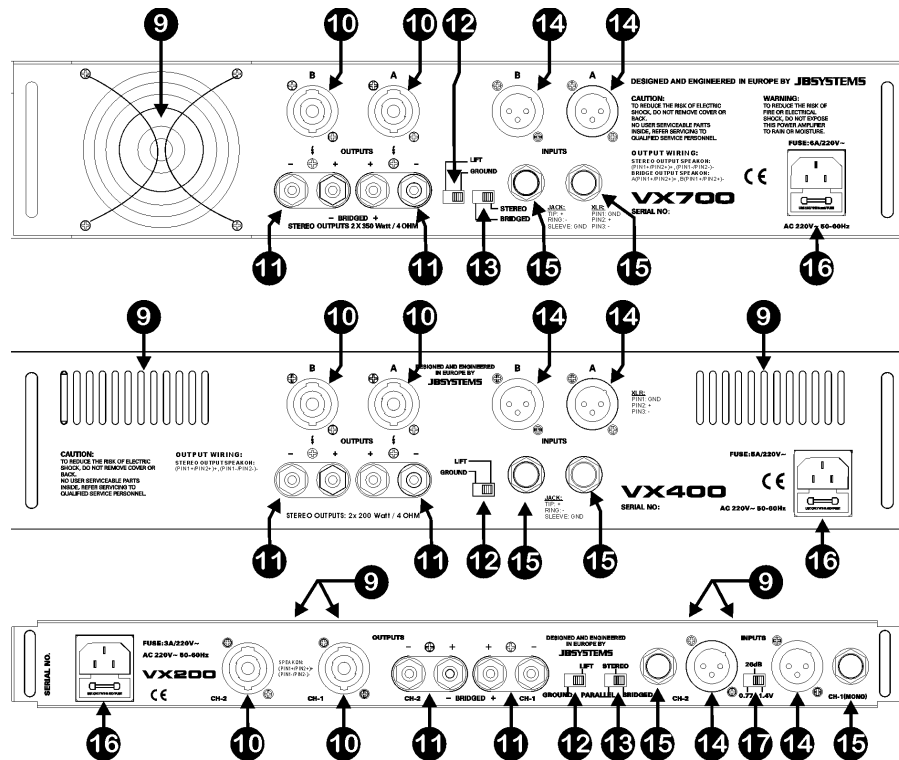 9 10 10 12 14 14
B A B A
DESIGNED AND ENGINEERED IN EUROPE BY JBSYSTEMS
CAUTION:
TO REDUCE THE RISK OF ELECTRIC
SHOCK, DO NOT REMOVE COVER OR
BACK.
NO USER SERVICEABLE PARTS
INSIDE, REFER SERVICING TO
QUALIFIED SERVICE PERSONNEL.
WARNING:
TO REDUCE THE RISK OF
FIRE OR ELECTRICAL
SHOCK, DO NOT EXPOSE
THIS POWER AMPLIFIER
TO RAIN OR MOISTURE.
FUSE:6A/220V~
OUTPUT WIRING:
STEREO OUTPUT SPEAKON:
(PIN1+/PIN2+)+,(PIN1-/PIN2-)-
BRIDGE OUTPUT SPEAKON:
A(PIN1+/PIN2+)+,B(PIN1+/PIN2+)-
OUTPUTS
- + + -
INPUTS
LIFT
GROUND
STEREO
BRIDGED
JACK:
TIP: +
RING: -
SLEEVE: GND
XLR:
PIN1: GND
PIN2: +
PIN3: -
VX700
SERIAL NO:
CE
AC 220V~ 50-60Hz
- BRIDGED +
STEREO OUTPUTS 2 X 350 Watt / 4 OHM
11 11 13 15 15 16
9 10 10 14 14 9
B A B A
DESIGNED AND ENGINEERED
IN EUROPE BY
JBSYSTEMS
XLR:
PIN1: GND
PIN2: +
PIN3: -
CAUTION:
TO REDUCE THE RISK OF ELECTRIC
SHOCK, DO NOT REMOVE COVER OR
BACK.
NO USER SERVICEABLE PARTS
INSIDE, REFER SERVICING TO
QUALIFIED SERVICE PERSONNEL.
OUTPUT WIRING:
STEREO OUTPUT SPEAKON:
(PIN1+/PIN2+)+,(PIN1-/PIN2-)-
OUTPUTS
- + + -
INPUTS
LIFT
GROUND
JACK:
TIP: +
RING: -
SLEEVE: GND
VX400
SERIAL NO:
CE
FUSE:5A/220V~
AC 220V~ 50-60Hz
STEREO OUTPUTS: 2x 200 Watt / 4 OHM
11 11 12 15 15 16
9 9
SERIAL NO.
FUSE:3A/220V~
AC 220V~ 50-60Hz
VX200
CE
SPEAKON:
(PIN1+/PIN2+)+
(PIN1-/PIN2-)-
CH-2 CH-1
OUTPUTS
- + + -
CH-2 - BRIDGED + CH-1
DESIGNED AND ENGINEERED
IN EUROPE BY
JBSYSTEMS
LIFT STEREO
GROUND PARALLEL BRIDGED
INPUTS
CH-2
26dB
0.77 1.4V
CH-1(MONO)
16 10 10 11 11 12 13 15 14 17 14 15